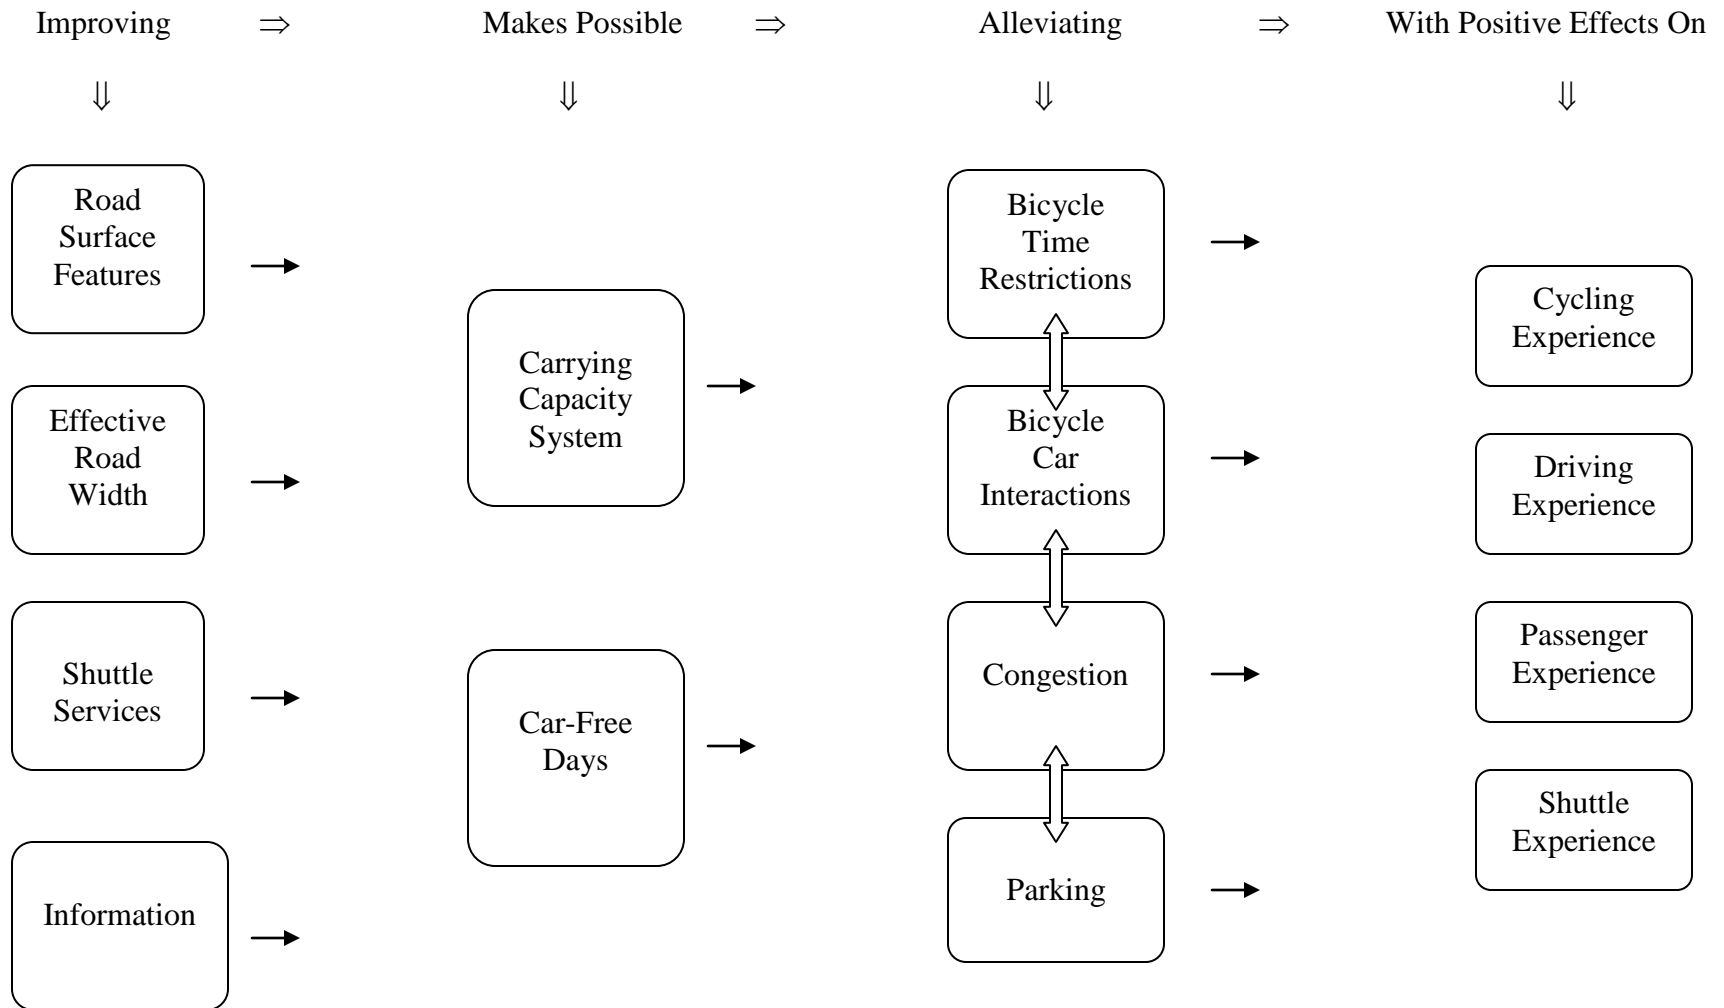 Improving ⇒ Makes Possible ⇒ Alleviating ⇒ With Positive Effects On
Road
Surface
Features
Effective
Road
Width
Shuttle
Services
Information
Carrying
Capacity
System
Car-Free
Days
Bicycle
Time
Restrictions
Bicycle
Car
Interactions
Congestion
Parking
Cycling
Experience
Driving
Experience
Passenger
Experience
Shuttle
Experience